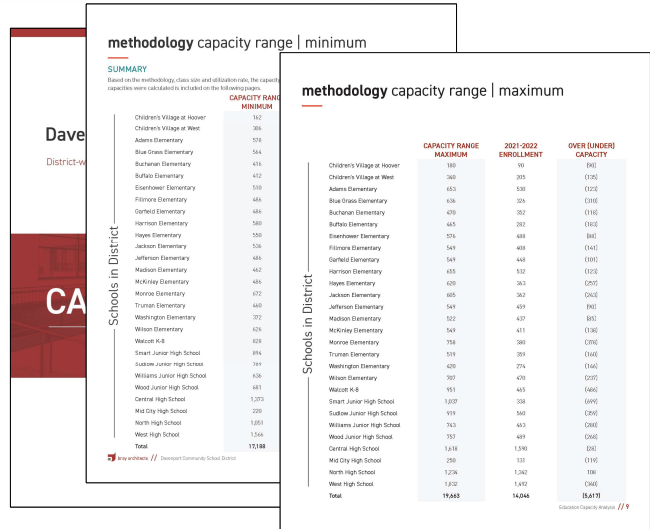 Dave
District-w
CA
methodology capacity range | minimum
SUMMARY
Based on the methodology, class size and utilization rate, the capacity
capacities were calculated is included on the following pages.
CAPACITY RANG
MINIMUM
Schools in District
Children's Village at Hoover 162
Children's Village at West 306
Adams Elementary 578
Blue Grass Elementary 564
Buchanan Elementary 416
Buffalo Elementary 412
Eisenhower Elementary 510
Fillmore Elementary 486
Garfield Elementary 486
Harrison Elementary 580
Hayes Elementary 550
Jackson Elementary 536
Jefferson Elementary 486
Madison Elementary 462
McKinley Elementary 486
Monroe Elementary 672
Truman Elementary 460
Washington Elementary 372
Wilson Elementary 626
Walcott K-8 828
Smart Junior High School 894
Sudlow Junior High School 789
Williams Junior High School 636
Wood Junior High School 681
Central High School 1,373
Mid City High School 220
North High School 1,051
West High School 1,566
Total 17,188
bray architects // Davenport Community School District
methodology capacity range | maximum
CAPACITY RANGE 2021-2022 OVER (UNDER)
MAXIMUM ENROLLMENT CAPACITY
Schools in District
Children's Village at Hoover 180 90 (90)
Children's Village at West 340 205 (135)
Adams Elementary 653 530 (123)
Blue Grass Elementary 636 326 (310)
Buchanan Elementary 470 352 (118)
Buffalo Elementary 465 282 (183)
Eisenhower Elementary 576 488 (88)
Fillmore Elementary 549 408 (141)
Garfield Elementary 549 448 (101)
Harrison Elementary 655 532 (123)
Hayes Elementary 620 363 (257)
Jackson Elementary 605 362 (243)
Jefferson Elementary 549 459 (90)
Madison Elementary 522 437 (85)
McKinley Elementary 549 411 (138)
Monroe Elementary 758 380 (378)
Truman Elementary 519 359 (160)
Washington Elementary 420 274 (146)
Wilson Elementary 707 470 (237)
Walcott K-8 951 465 (486)
Smart Junior High School 1,037 338 (699)
Sudlow Junior High School 919 560 (359)
Williams Junior High School 743 463 (280)
Wood Junior High School 757 489 (268)
Central High School 1,618 1,590 (28)
Mid City High School 250 131 (119)
North High School 1,234 1,342 108
West High School 1,832 1,492 (340)
Total 19,663 14,046 (5,617)
Education Capacity Analysis // 9